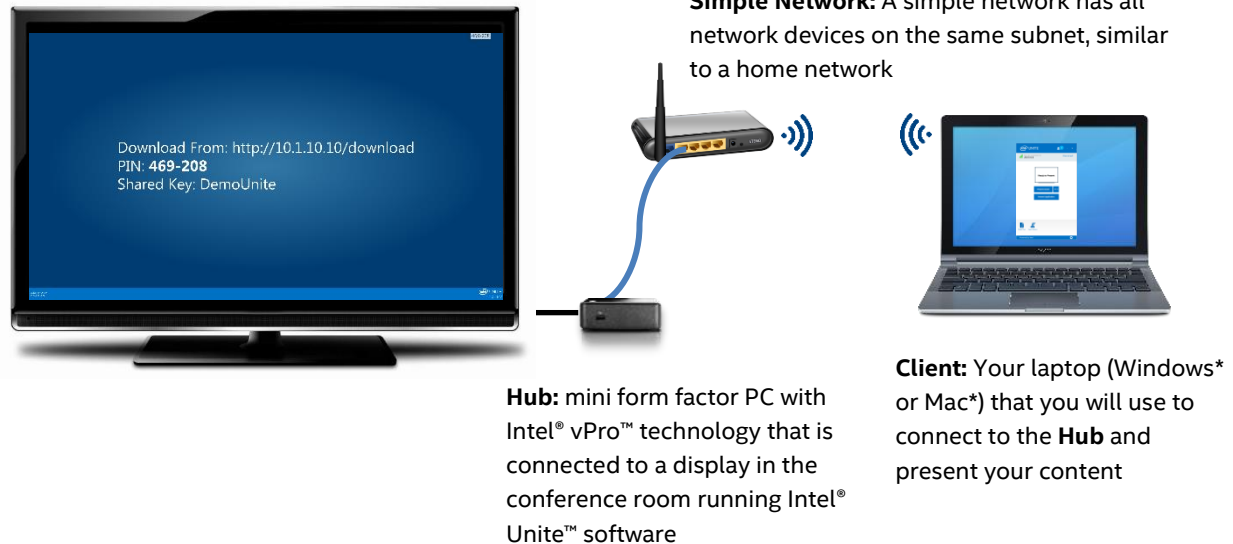 Simple Network: A simple network has all
network devices on the same subnet, similar
to a home network
469-208
Download From: http://10.1.10.10/download
PIN: 469-208
Shared Key: DemoUnite
Hub: mini form factor PC with
Intel® vPro™ technology that is
connected to a display in the
conference room running Intel®
Unite™ software
Client: Your laptop (Windows*
or Mac*) that you will use to
connect to the Hub and
present your content